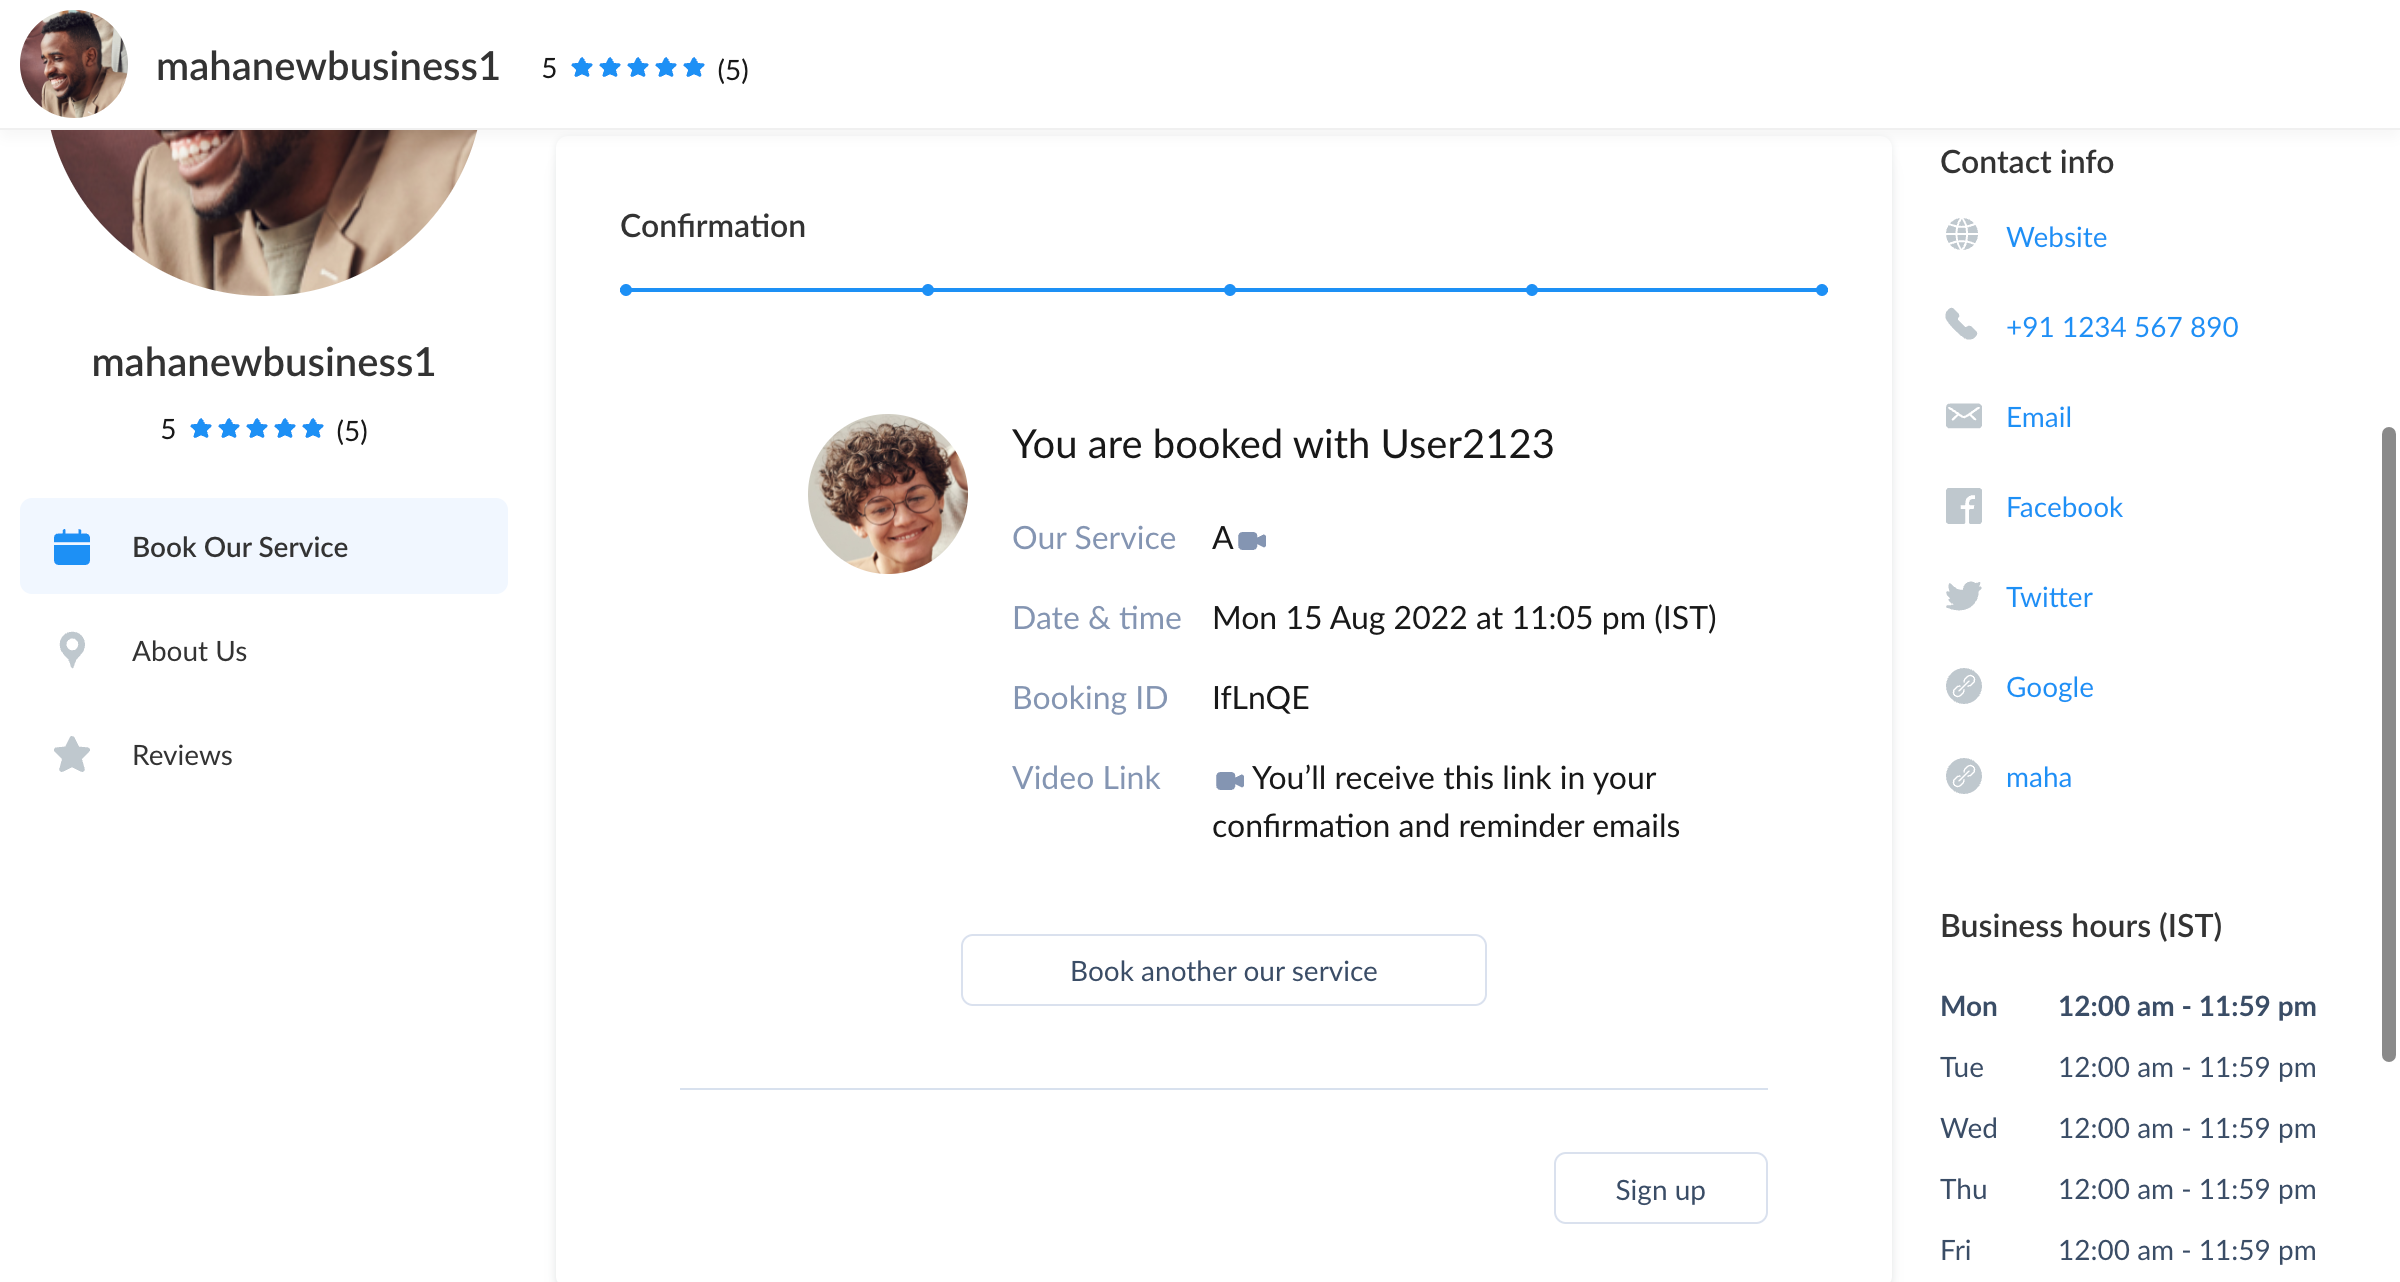 mahanewbusiness1 5 (5)
mahanewbusiness1
5 (5)
Book Our Service
About Us
Reviews
Confirmation
You are booked with User2123
Our Service A
Date & time Mon 15 Aug 2022 at 11:05 pm (IST)
Booking ID IfLnQE
Video Link You’ll receive this link in your
confirmation and reminder emails
Book another our service
Sign up
Contact info
Website
+91 1234 567 890
Email
Facebook
Twitter
Google
maha
Business hours (IST)
Mon 12:00 am - 11:59 pm
Tue 12:00 am - 11:59 pm
Wed 12:00 am - 11:59 pm
Thu 12:00 am - 11:59 pm
Fri 12:00 am - 11:59 pm